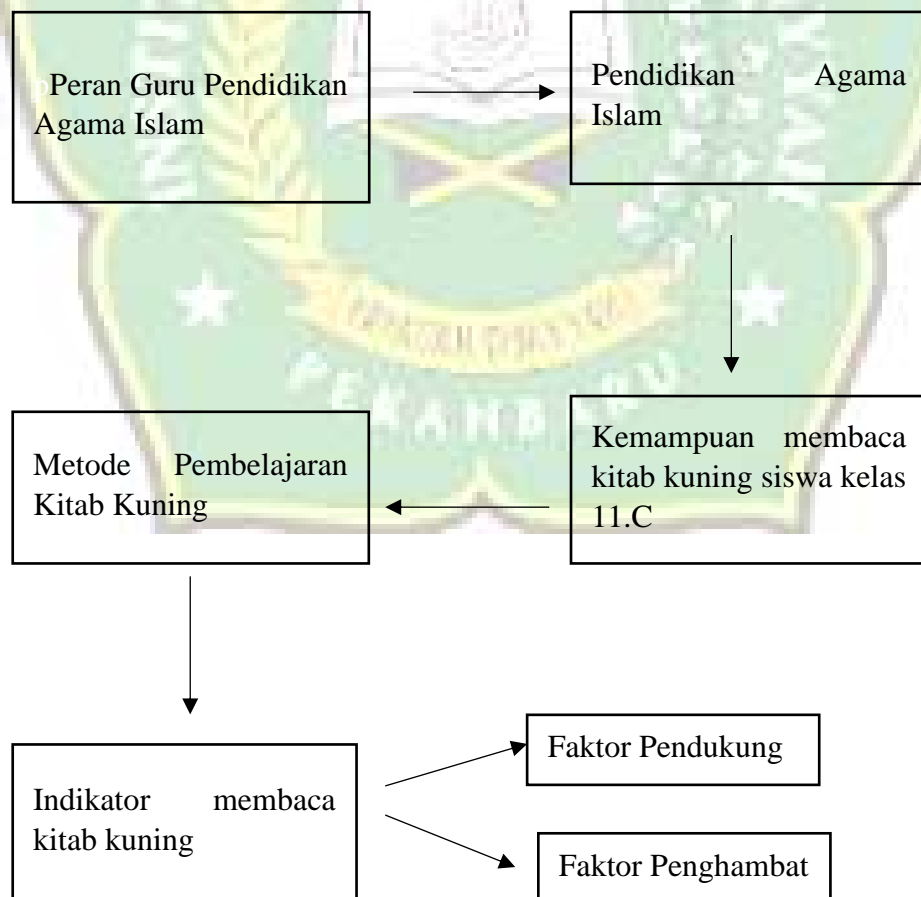 Peran Guru Pendidikan
Agama Islam
Pendidikan Agama
Islam
PEKANBARU
Kemampuan membaca
kitab kuning siswa kelas
11.C
Metode Pembelajaran
Kitab Kuning
Indikator membaca
kitab kuning
Faktor Pendukung
Faktor Penghambat